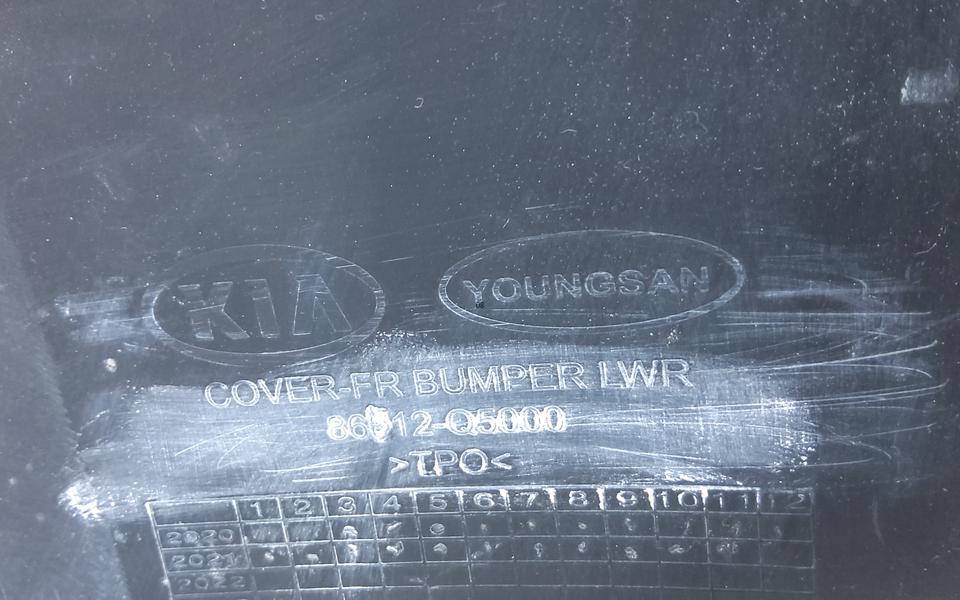 KIA
YOUNGSAN
COVER-FR BUMPER LWR
86512-Q5000
>TPO<
1 2 3 4 5 6 7 8 9 10 11 12
2020
2021
2022